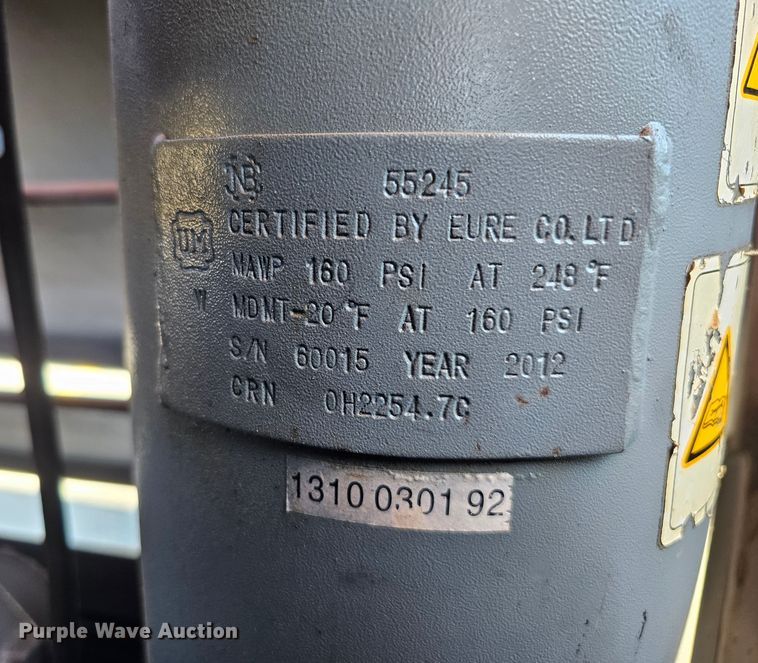 NB 55245
UM CERTIFIED BY EURE CO.LTD
MAWP 160 PSI AT 248°F
W MDMT-20°F AT 160 PSI
S/N 60015 YEAR 2012
CRN 0H2254.7C
1310 0301 92
Purple Wave Auction